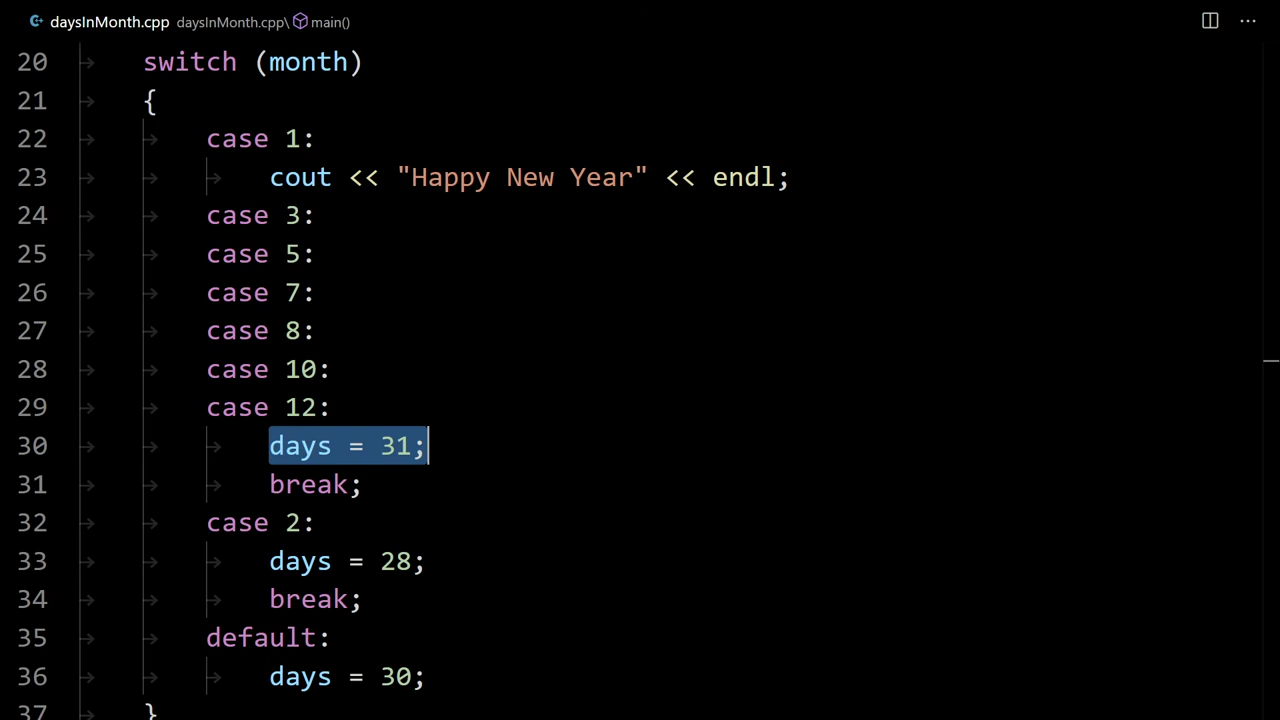 daysInMonth.cpp daysInMonth.cpp\ main()
20 switch (month)
21 {
22 case 1:
23 cout << "Happy New Year" << endl;
24 case 3:
25 case 5:
26 case 7:
27 case 8:
28 case 10:
29 case 12:
30 days = 31;
31 break;
32 case 2:
33 days = 28;
34 break;
35 default:
36 days = 30;
37 }